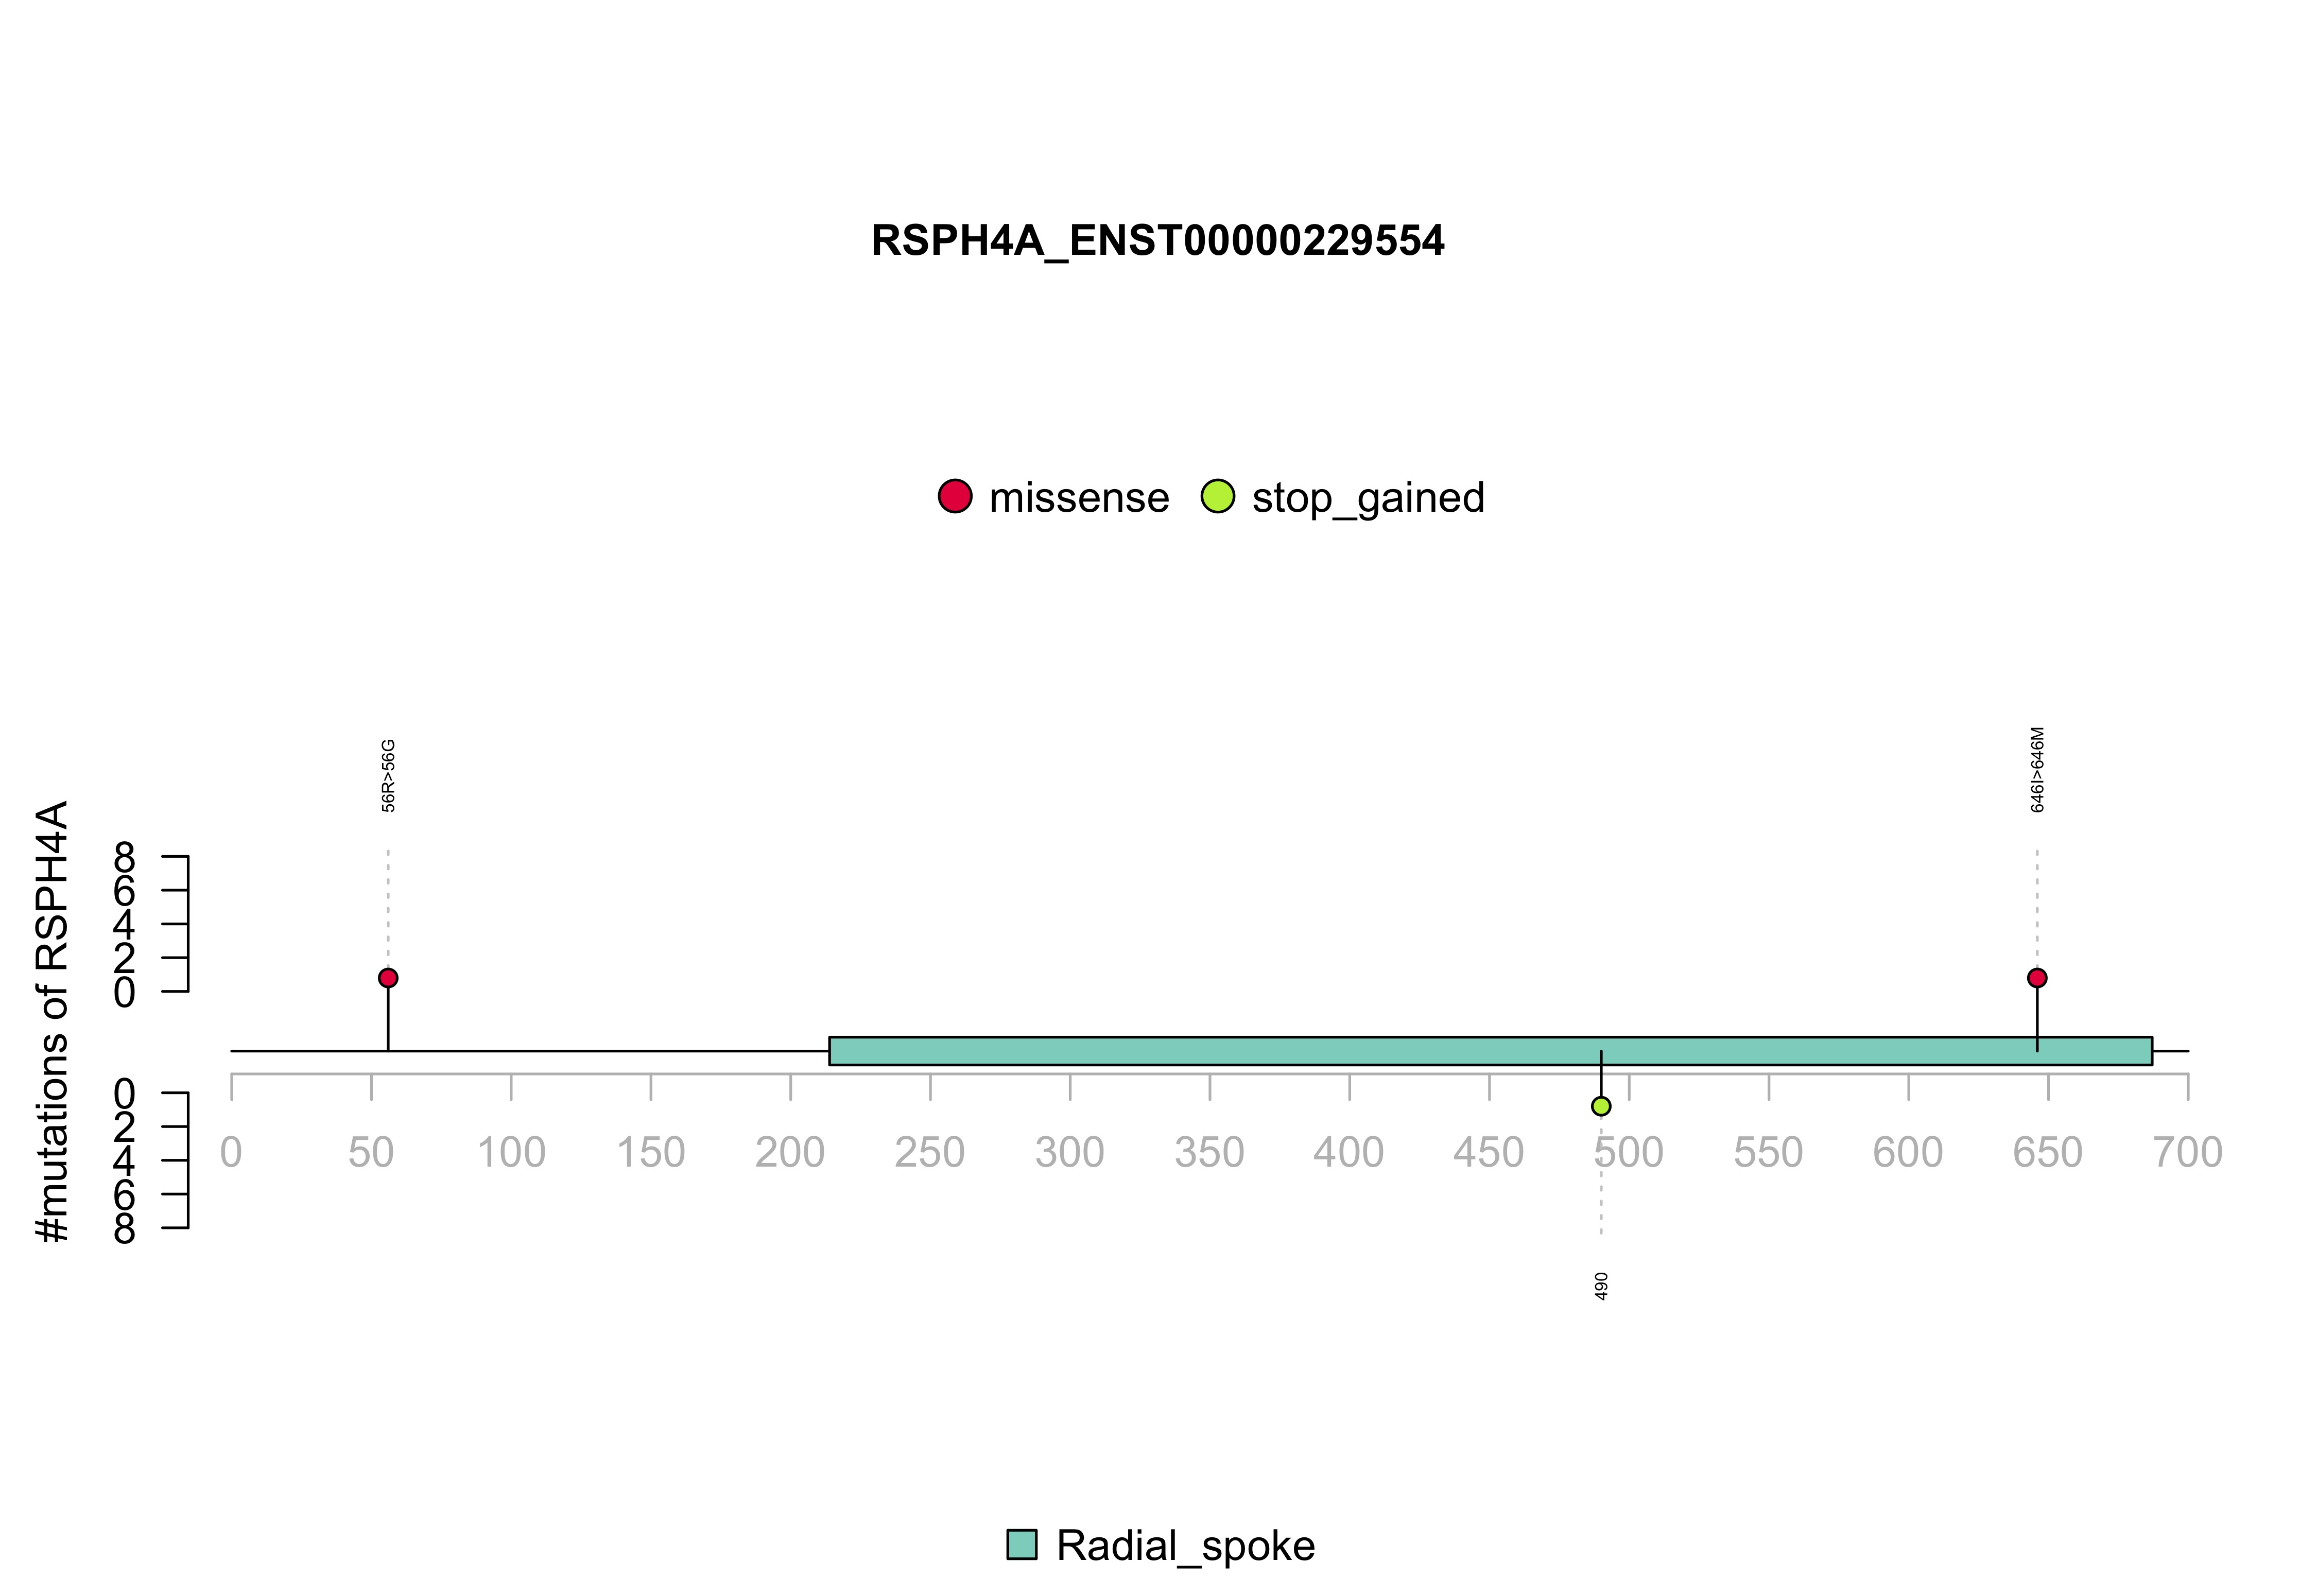 RSPH4A_ENST00000229554
missense
stop_gained
56R>56G
646I>646M
#mutations of RSPH4A
8
6
4
2
0
0
2
4
6
8
0 50 100 150 200 250 300 350 400 450 500 550 600 650 700
490
Radial_spoke